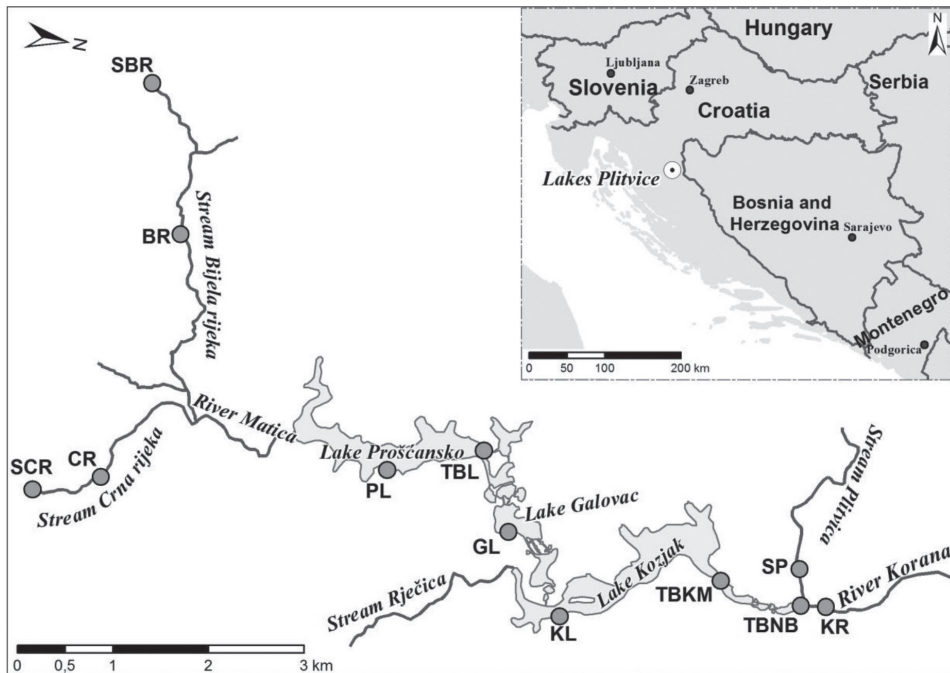 N
SBR
BR
Stream Bijela rijeka
River Matica
SCR
CR
Stream Crna rijeka
Lake Prošćansko
PL
TBL
Lake Galovac
GL
Stream Rječica
KL
Lake Kozjak
TBKM
Stream Plitvica
SP
TBNB
KR
River Korana
0 0,5 1 2 3 km
N
Hungary
Ljubljana
Slovenia
Zagreb
Croatia
Serbia
Lakes Plitvice
Bosnia and
Herzegovina
Sarajevo
Montenegro
Podgorica
0 50 100 200 km